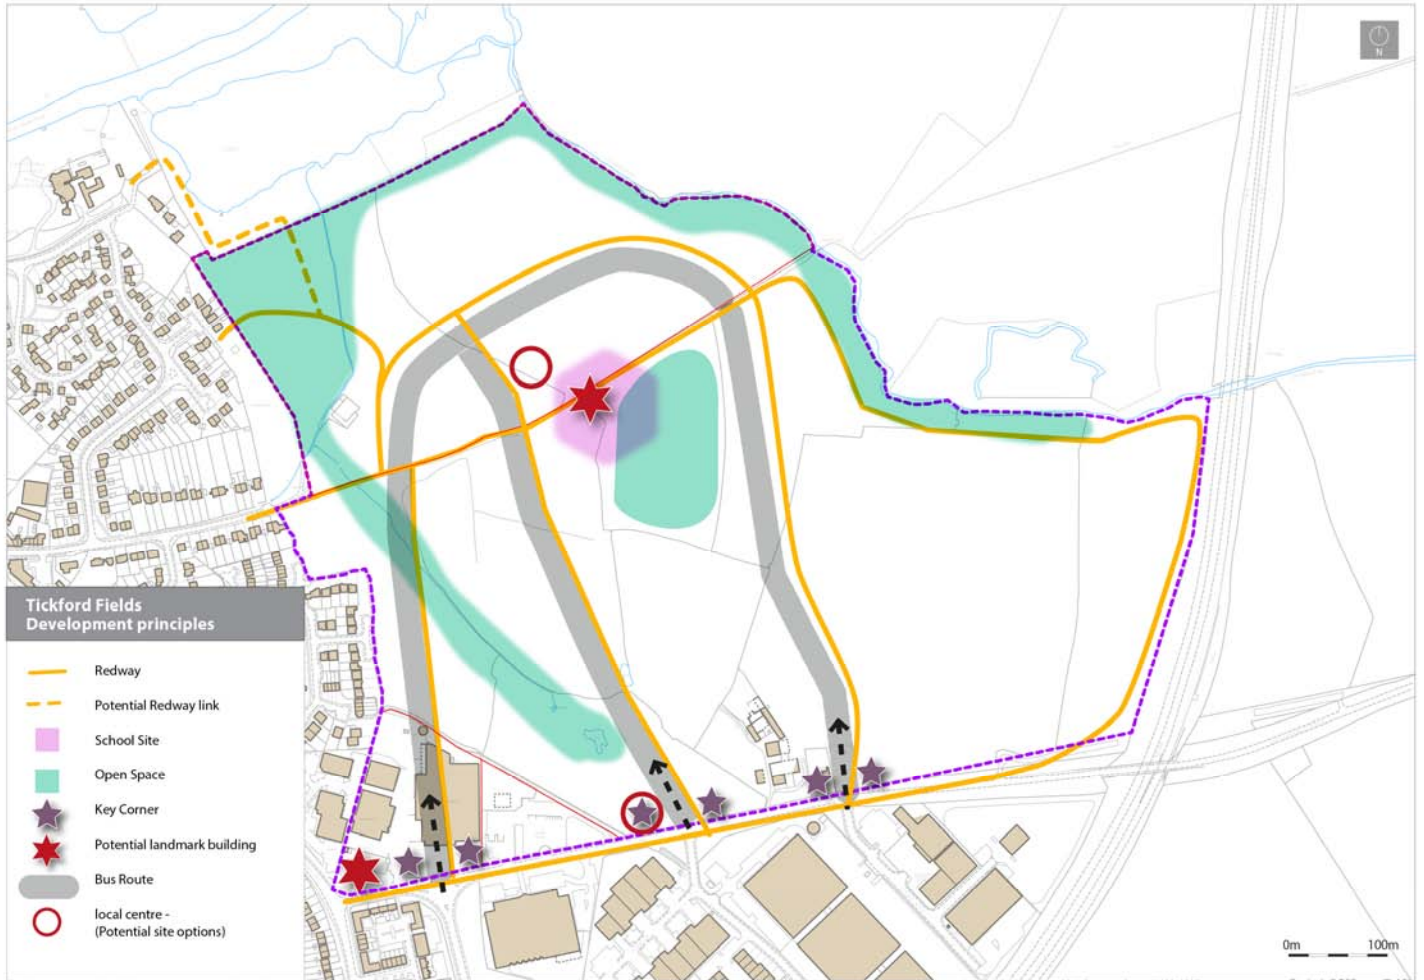 N
Tickford Fields
Development principles
Redway
Potential Redway link
School Site
Open Space
Key Corner
Potential landmark building
Bus Route
local centre -
(Potential site options)
0m
100m